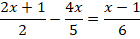 (2x + 1)/2 − 4x/5 = (x − 1)/6